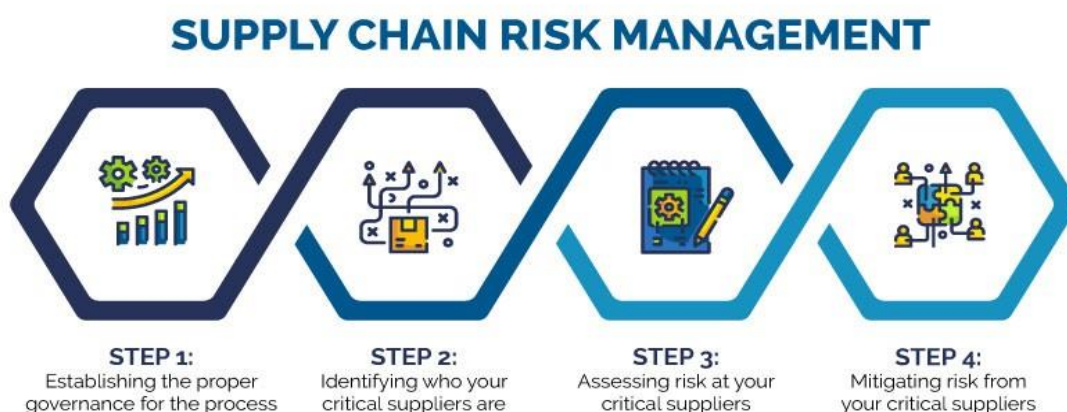 SUPPLY CHAIN RISK MANAGEMENT
STEP 1:
Establishing the proper
governance for the process
STEP 2:
Identifying who your
critical suppliers are
STEP 3:
Assessing risk at your
critical suppliers
STEP 4:
Mitigating risk from
your critical suppliers